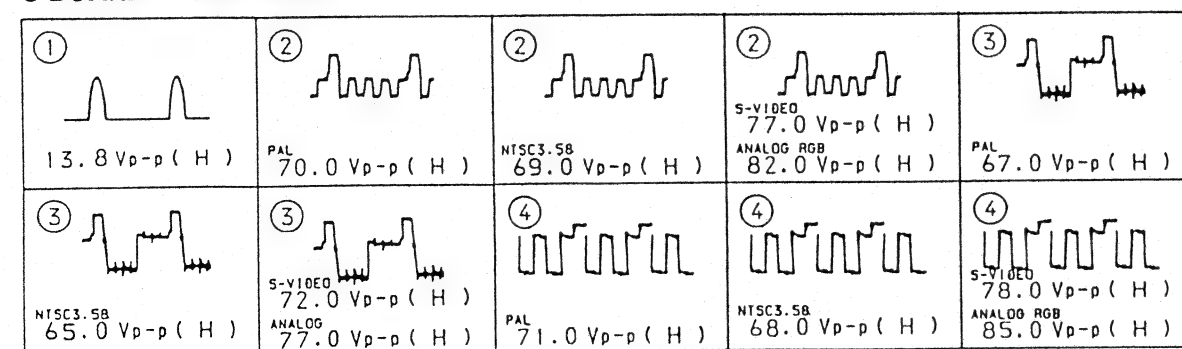 ①
13.8 Vp-p ( H )
②
PAL
70.0 Vp-p ( H )
②
NTSC3.58
69.0 Vp-p ( H )
②
S-VIDEO
77.0 Vp-p ( H )
ANALOG RGB
82.0 Vp-p ( H )
③
PAL
67.0 Vp-p ( H )
③
NTSC3.58
65.0 Vp-p ( H )
③
S-VIDEO
72.0 Vp-p ( H )
ANALOG
77.0 Vp-p ( H )
④
PAL
71.0 Vp-p ( H )
④
NTSC3.58
68.0 Vp-p ( H )
④
S-VIDEO
78.0 Vp-p ( H )
ANALOG RGB
85.0 Vp-p ( H )